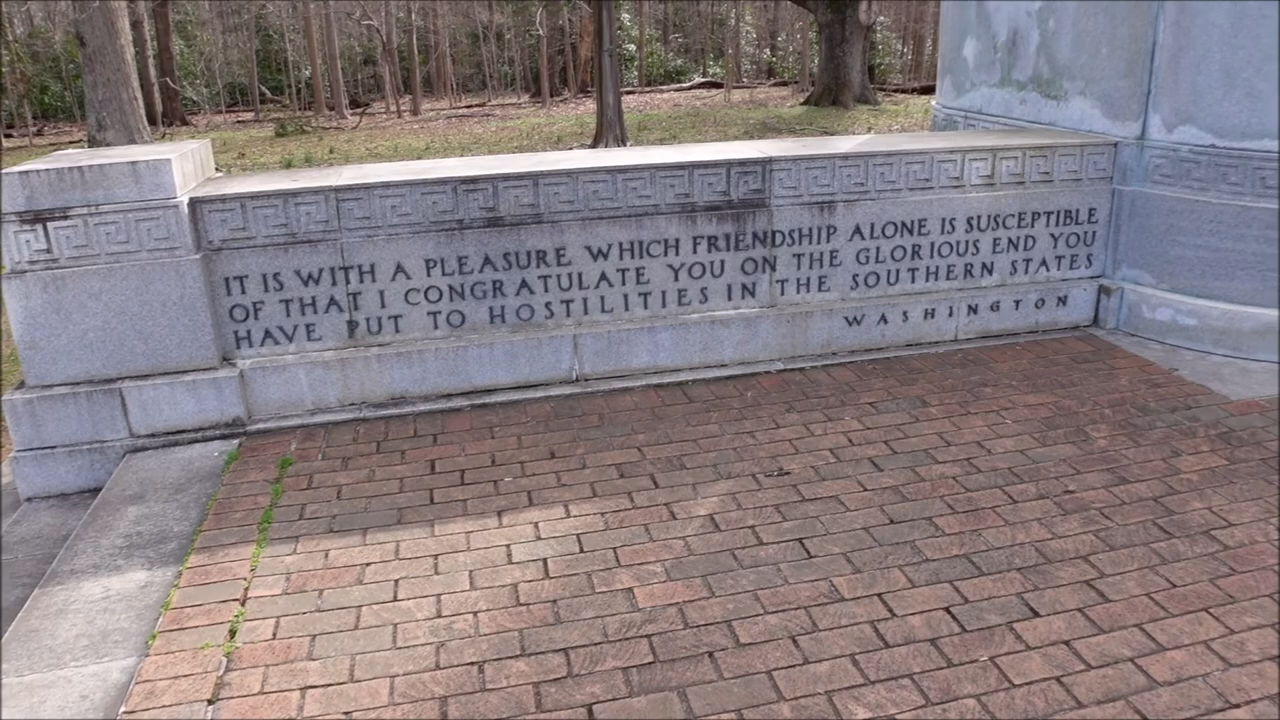 IT IS WITH A PLEASURE WHICH FRIENDSHIP ALONE IS SUSCEPTIBLE
OF THAT I CONGRATULATE YOU ON THE GLORIOUS END YOU
HAVE PUT TO HOSTILITIES IN THE SOUTHERN STATES
WASHINGTON